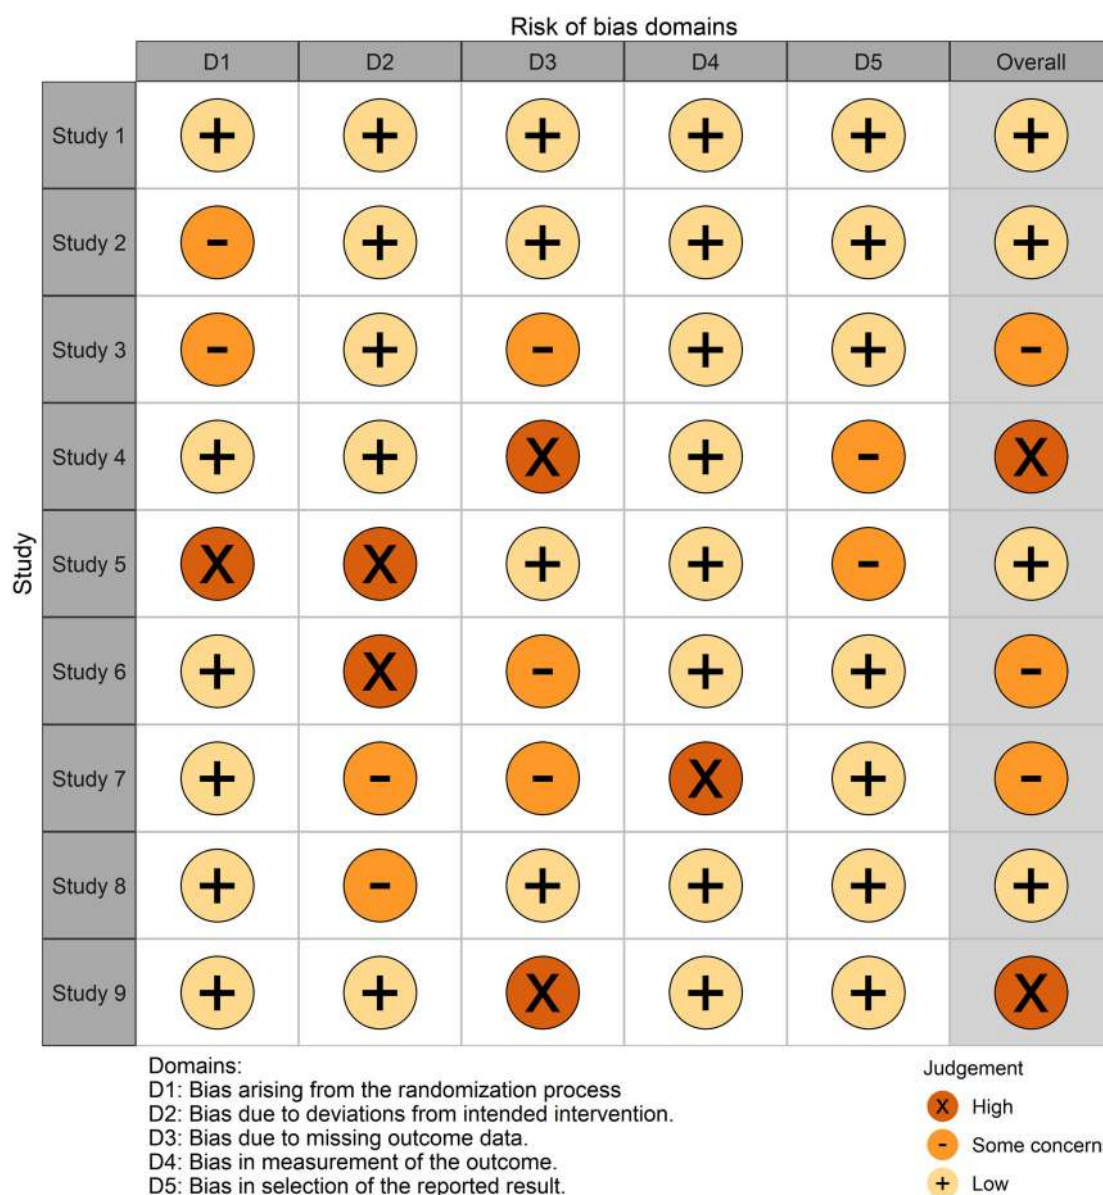 Risk of bias domains
D1 D2 D3 D4 D5 Overall
Study
Study 1 + + + + + +
Study 2 - + + + + +
Study 3 - + - + + -
Study 4 + + X + - X
Study 5 X X + + - +
Study 6 + X - + + -
Study 7 + - - X + -
Study 8 + - + + + +
Study 9 + + X + + X
Domains:
D1: Bias arising from the randomization process
D2: Bias due to deviations from intended intervention.
D3: Bias due to missing outcome data.
D4: Bias in measurement of the outcome.
D5: Bias in selection of the reported result.
Judgement
X High
- Some concern
+ Low